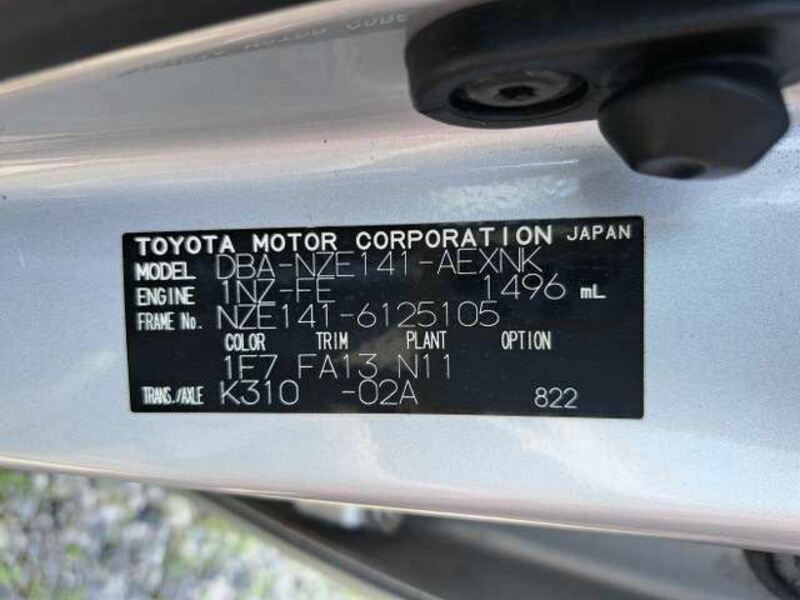 TOYOTA MOTOR CORPORATION JAPAN
MODEL DBA-NZE141-AEXNK
ENGINE 1NZ-FE 1496 mL
FRAME No. NZE141-6125105
COLOR TRIM PLANT OPTION
1F7 FA13 N11
TRANS./AXLE K310 -02A 822